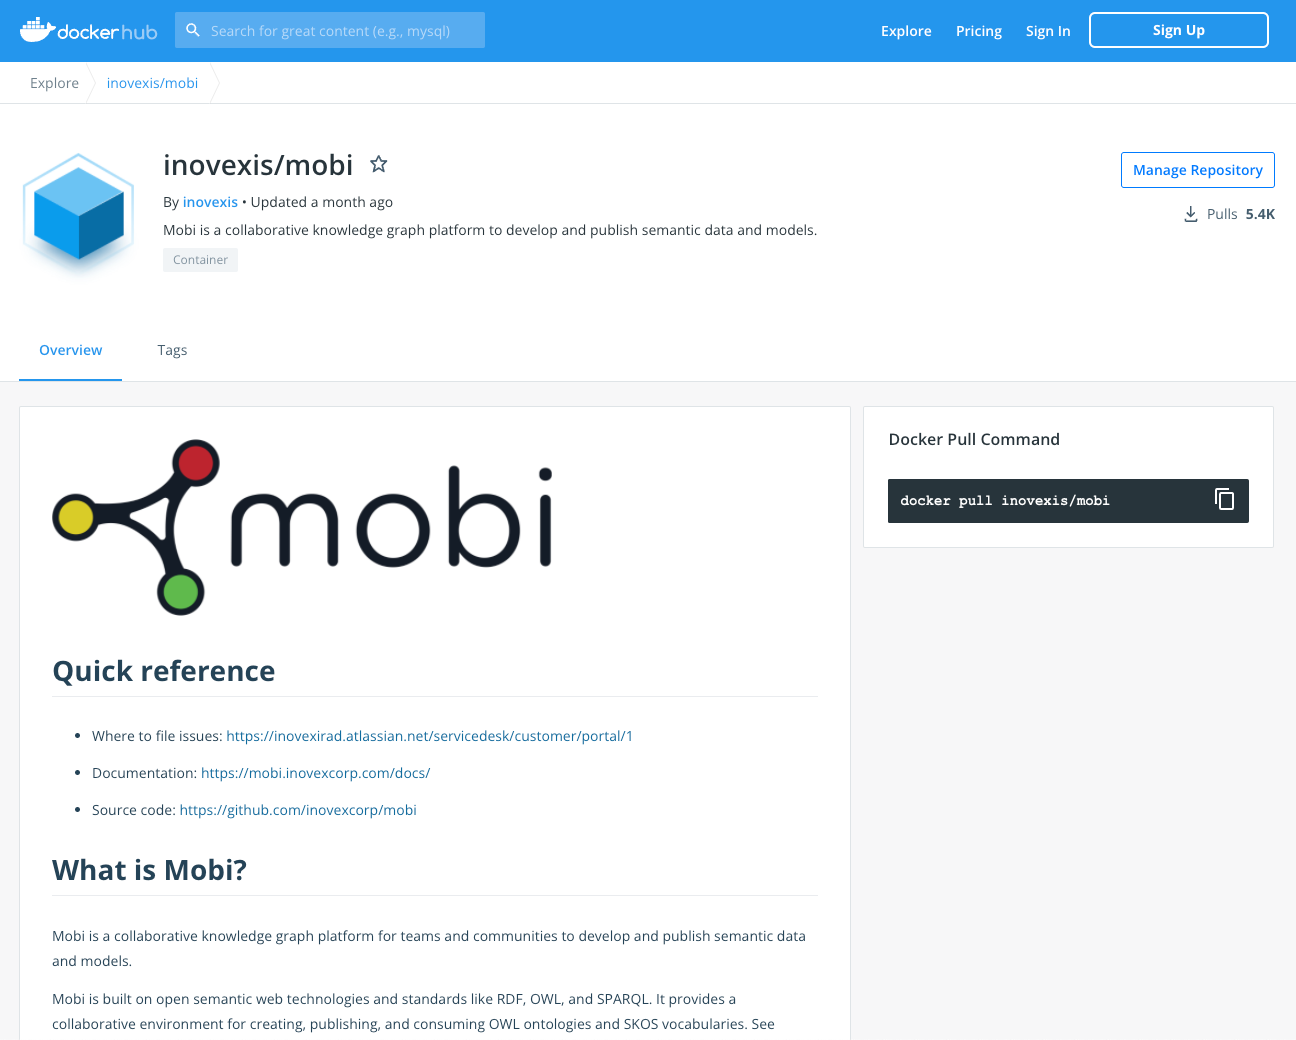 dockerhub
Search for great content (e.g., mysql)
Explore
Pricing
Sign In
Sign Up
Explore
inovexis/mobi
inovexis/mobi
Manage Repository
By inovexis • Updated a month ago
Pulls 5.4K
Mobi is a collaborative knowledge graph platform to develop and publish semantic data and models.
Container
Overview
Tags
mobi
Docker Pull Command
docker pull inovexis/mobi
Quick reference
• Where to file issues: https://inovexirad.atlassian.net/servicedesk/customer/portal/1
• Documentation: https://mobi.inovexcorp.com/docs/
• Source code: https://github.com/inovexcorp/mobi
What is Mobi?
Mobi is a collaborative knowledge graph platform for teams and communities to develop and publish semantic data
and models.
Mobi is built on open semantic web technologies and standards like RDF, OWL, and SPARQL. It provides a
collaborative environment for creating, publishing, and consuming OWL ontologies and SKOS vocabularies. See